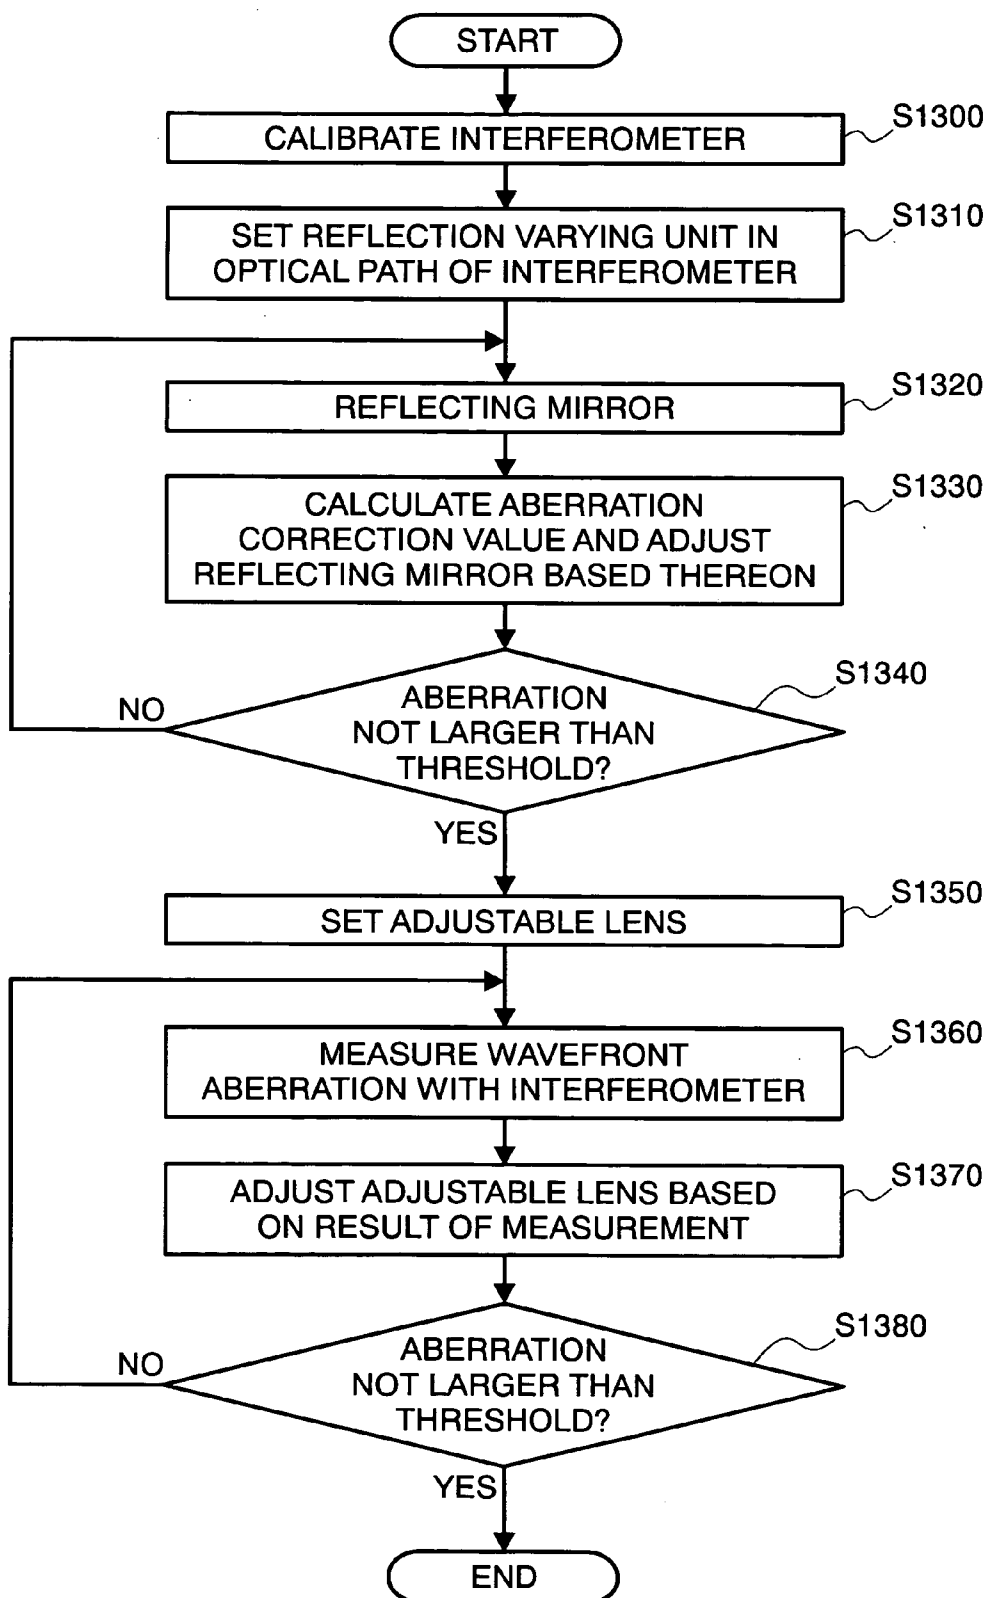 START
CALIBRATE INTERFEROMETER
S1300
SET REFLECTION VARYING UNIT IN
OPTICAL PATH OF INTERFEROMETER
S1310
REFLECTING MIRROR
S1320
CALCULATE ABERRATION
CORRECTION VALUE AND ADJUST
REFLECTING MIRROR BASED THEREON
S1330
ABERRATION
NOT LARGER THAN
THRESHOLD?
S1340
NO
YES
SET ADJUSTABLE LENS
S1350
MEASURE WAVEFRONT
ABERRATION WITH INTERFEROMETER
S1360
ADJUST ADJUSTABLE LENS BASED
ON RESULT OF MEASUREMENT
S1370
ABERRATION
NOT LARGER THAN
THRESHOLD?
S1380
NO
YES
END